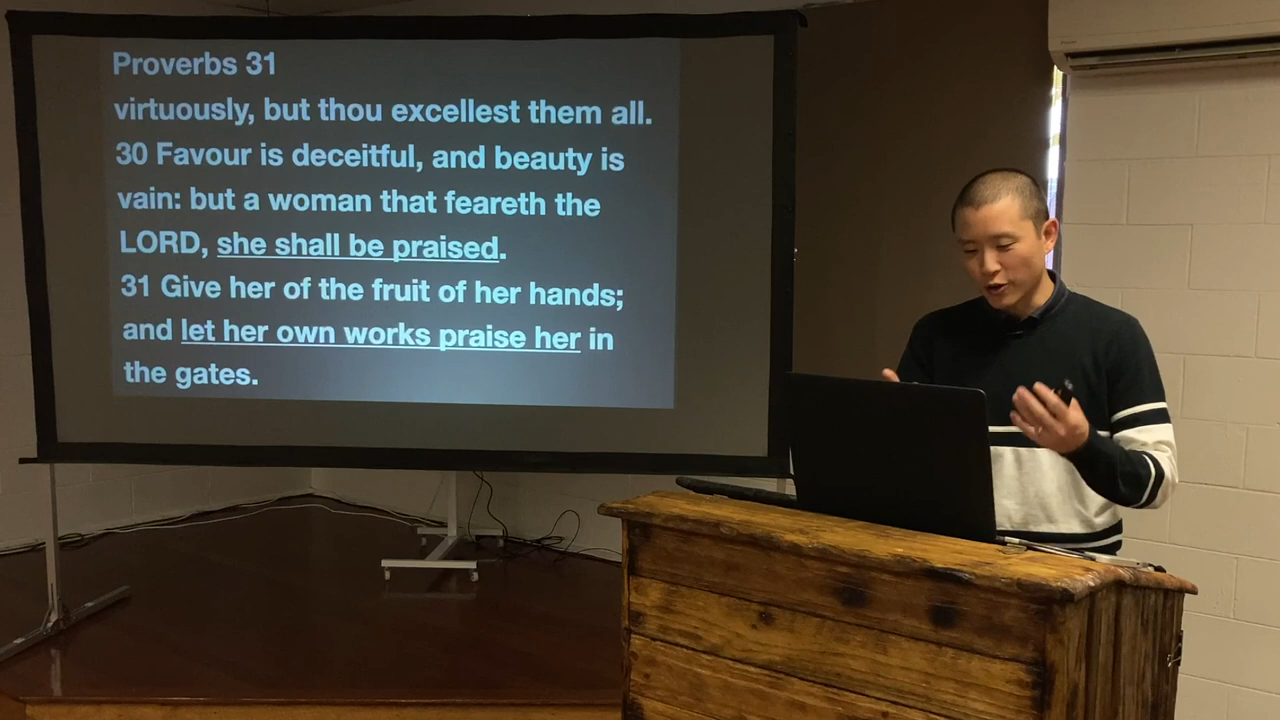 Proverbs 31
virtuously, but thou excellest them all.
30 Favour is deceitful, and beauty is
vain: but a woman that feareth the
LORD, she shall be praised.
31 Give her of the fruit of her hands;
and let her own works praise her in
the gates.